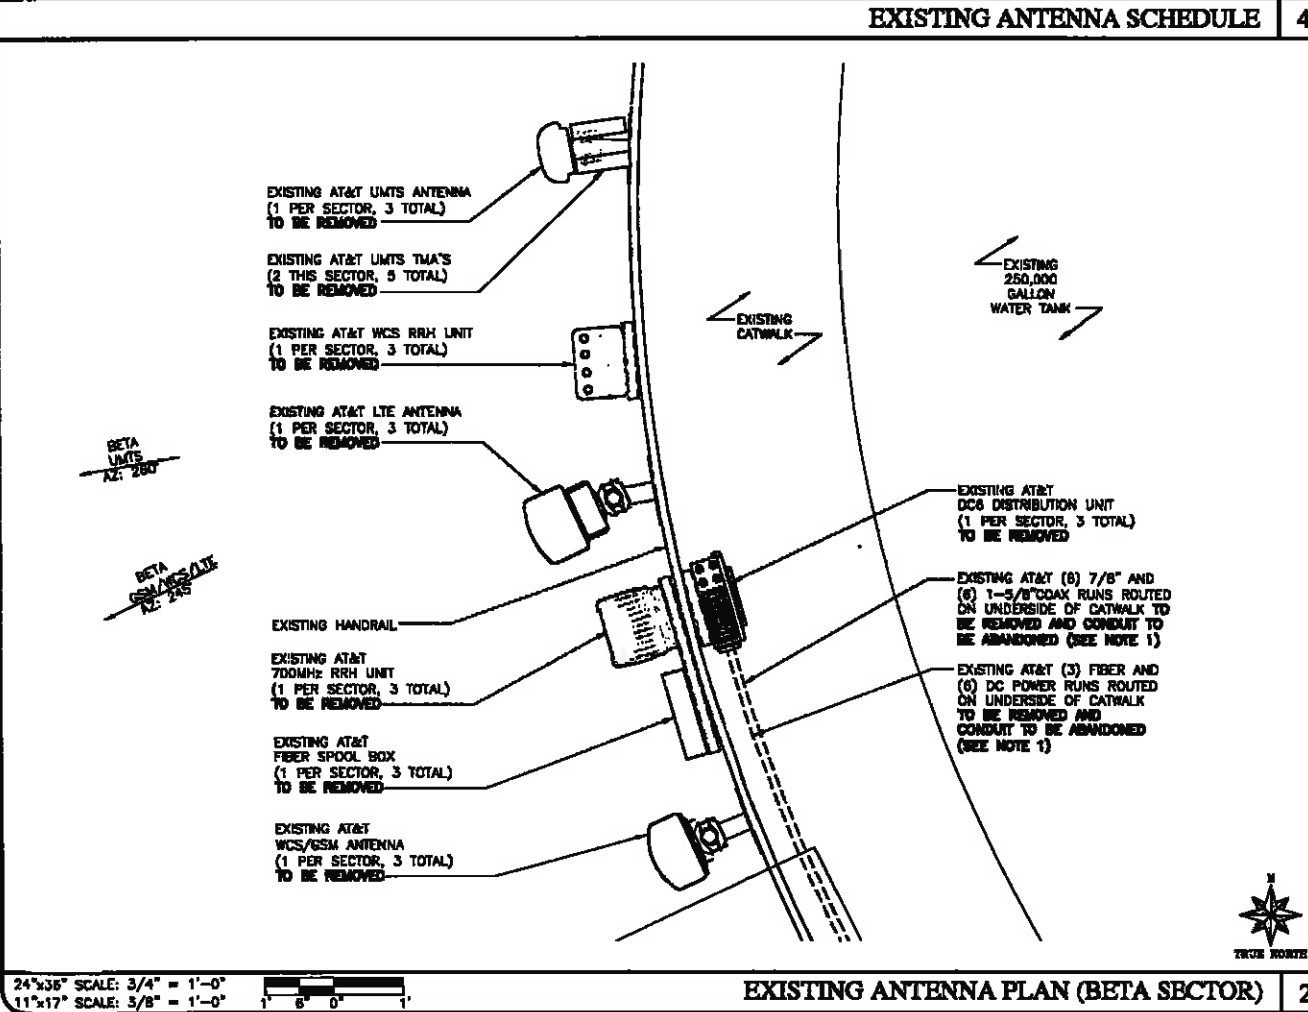 EXISTING ANTENNA SCHEDULE 4
EXISTING AT&T UMTS ANTENNA
(1 PER SECTOR, 3 TOTAL)
TO BE REMOVED
EXISTING AT&T UMTS TMA'S
(2 THIS SECTOR, 5 TOTAL)
TO BE REMOVED
EXISTING AT&T WCS RRH UNIT
(1 PER SECTOR, 3 TOTAL)
TO BE REMOVED
EXISTING AT&T LTE ANTENNA
(1 PER SECTOR, 3 TOTAL)
TO BE REMOVED
BETA
UMTS
AZ: 260°
BETA
GSM/WCS/LTE
AZ: 245°
EXISTING HANDRAIL
EXISTING AT&T
700MHz RRH UNIT
(1 PER SECTOR, 3 TOTAL)
TO BE REMOVED
EXISTING AT&T
FIBER SPOOL BOX
(1 PER SECTOR, 3 TOTAL)
TO BE REMOVED
EXISTING AT&T
WCS/GSM ANTENNA
(1 PER SECTOR, 3 TOTAL)
TO BE REMOVED
EXISTING
CATWALK
EXISTING
250,000
GALLON
WATER TANK
EXISTING AT&T
DC6 DISTRIBUTION UNIT
(1 PER SECTOR, 3 TOTAL)
TO BE REMOVED
EXISTING AT&T (6) 7/8" AND
(6) 1-5/8"COAX RUNS ROUTED
ON UNDERSIDE OF CATWALK TO
BE REMOVED AND CONDUIT TO
BE ABANDONED (SEE NOTE 1)
EXISTING AT&T (3) FIBER AND
(6) DC POWER RUNS ROUTED
ON UNDERSIDE OF CATWALK
TO BE REMOVED AND
CONDUIT TO BE ABANDONED
(SEE NOTE 1)
N
TRUE NORTH
24"x36" SCALE: 3/4" = 1'-0"
11"x17" SCALE: 3/8" = 1'-0"
1' 6" 0" 1'
EXISTING ANTENNA PLAN (BETA SECTOR) 2